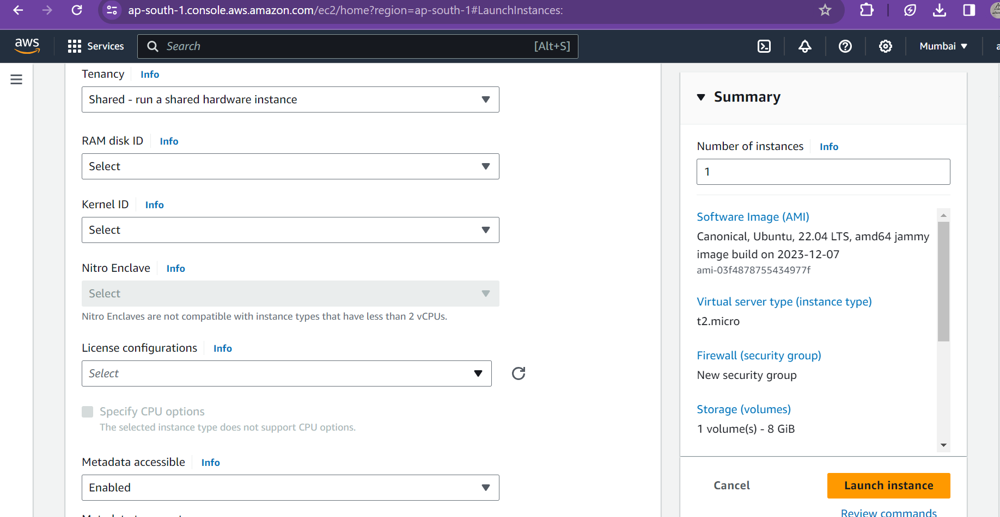 ap-south-1.console.aws.amazon.com/ec2/home?region=ap-south-1#LaunchInstances:
aws
Services
Search
[Alt+S]
Mumbai
a
Tenancy
Info
Shared - run a shared hardware instance
RAM disk ID
Info
Select
Kernel ID
Info
Select
Nitro Enclave
Info
Select
Nitro Enclaves are not compatible with instance types that have less than 2 vCPUs.
License configurations
Info
Select
Specify CPU options
The selected instance type does not support CPU options.
Metadata accessible
Info
Enabled
Summary
Number of instances
Info
1
Software Image (AMI)
Canonical, Ubuntu, 22.04 LTS, amd64 jammy
image build on 2023-12-07
ami-03f4878755434977f
Virtual server type (instance type)
t2.micro
Firewall (security group)
New security group
Storage (volumes)
1 volume(s) - 8 GiB
Cancel
Launch instance
Review commands